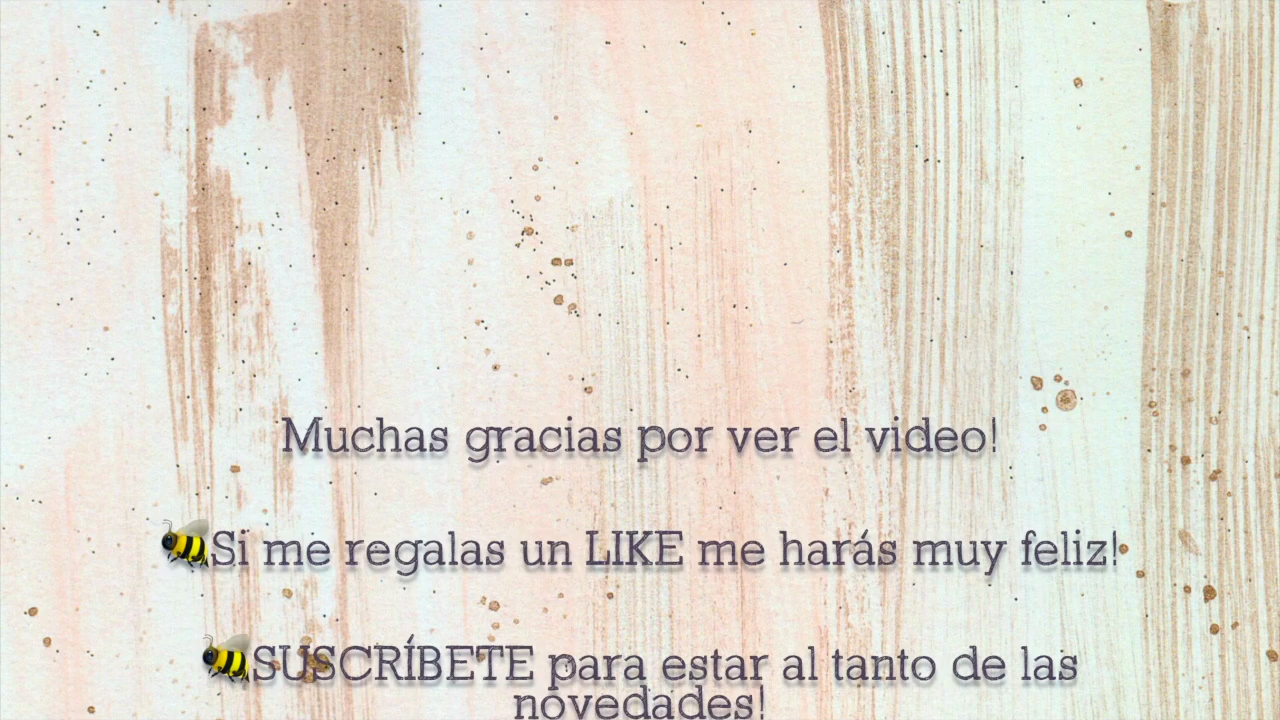 Muchas gracias por ver el video!
🐝Si me regalas un LIKE me harás muy feliz!
🐝SUSCRÍBETE para estar al tanto de las
novedades!